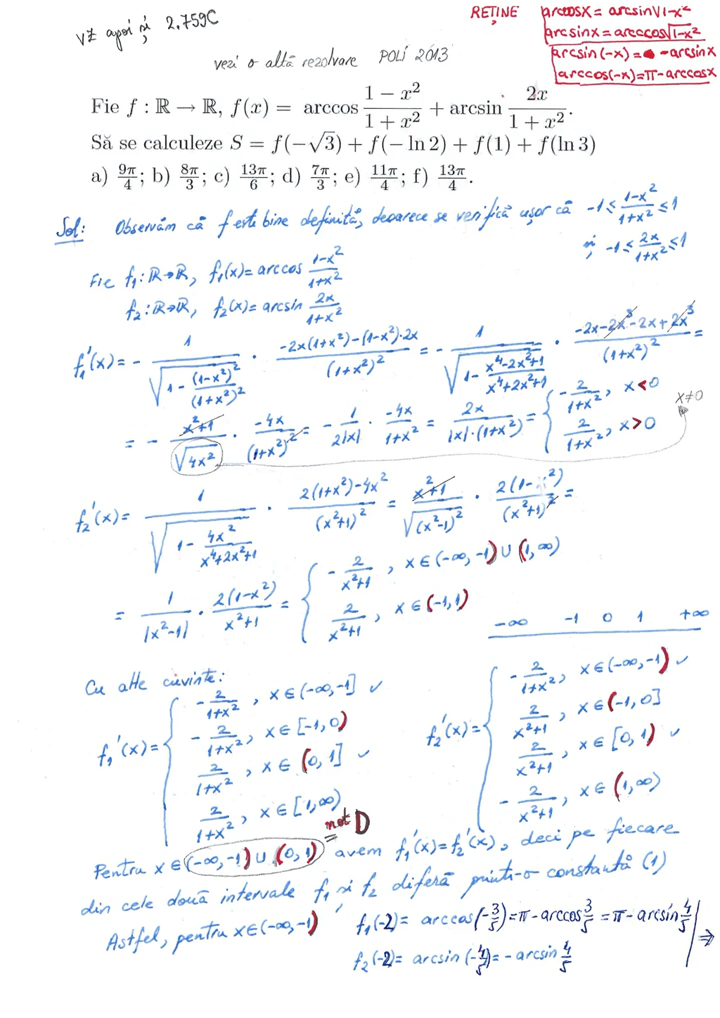 vz apoi și 2.759C
REȚINE
arccosx = arcsin√1-x²
arcsinx = arccos√1-x²
arcsin(-x) = -arcsinx
arccos(-x) = π-arccosx
vezi o altă rezolvare POLI 2013
Fie f : ℝ → ℝ, f(x) = arccos (1 − x²)/(1 + x²) + arcsin 2x/(1 + x²).
Să se calculeze S = f(−√3) + f(− ln 2) + f(1) + f(ln 3)
a) 9π/4; b) 8π/3; c) 13π/6; d) 7π/3; e) 11π/4; f) 13π/4.
Sol: Observăm că f este bine definită, deoarece se verifică ușor că -1 ≤ (1-x²)/(1+x²) ≤ 1
și -1 ≤ 2x/(1+x²) ≤ 1
Fie f₁: ℝ→ℝ, f₁(x) = arccos (1-x²)/(1+x²)
f₂: ℝ→ℝ, f₂(x) = arcsin 2x/(1+x²)
f₁'(x) = - 1/√(1 - (1-x²)²/(1+x²)²) · (-2x(1+x²)-(1-x²)·2x)/(1+x²)² = - 1/√(1 - (x⁴-2x²+1)/(x⁴+2x²+1)) · (-2x-2x³-2x+2x³)/(1+x²)² =
= - (x²+1)/√(4x²) · (-4x)/(1+x²)² = - 1/(2|x|) · (-4x)/(1+x²) = 2x/(|x|·(1+x²)) = { -2/(1+x²), x<0
2/(1+x²), x>0
x≠0
f₂'(x) = 1/√(1 - 4x²/(x⁴+2x²+1)) · (2(1+x²)-4x²)/(x²+1)² = (x²+1)/√((x²-1)²) · 2(1-x²)/(x²+1)² =
= 1/|x²-1| · 2(1-x²)/(x²+1) = { -2/(x²+1), x∈(-∞,-1)∪(1,∞)
2/(x²+1), x∈(-1,1)
-∞ -1 0 1 +∞
Cu alte cuvinte:
f₁'(x) = { -2/(1+x²), x∈(-∞,-1] ✓
-2/(1+x²), x∈[-1,0)
2/(1+x²), x∈(0,1] ✓
2/(1+x²), x∈[1,∞)
f₂'(x) = { -2/(1+x²), x∈(-∞,-1) ✓
2/(x²+1), x∈(-1,0]
2/(x²+1), x∈[0,1) ✓
-2/(x²+1), x∈(1,∞)
not D
Pentru x∈(-∞,-1)∪(0,1) = avem f₁'(x)=f₂'(x), deci pe fiecare
din cele două intervale f₁ și f₂ diferă printr-o constantă (1)
Astfel, pentru x∈(-∞,-1) f₁(-2) = arccos(-3/5) = π-arccos 3/5 = π-arcsin 4/5
f₂(-2) = arcsin(-4/5) = -arcsin 4/5 ⇒